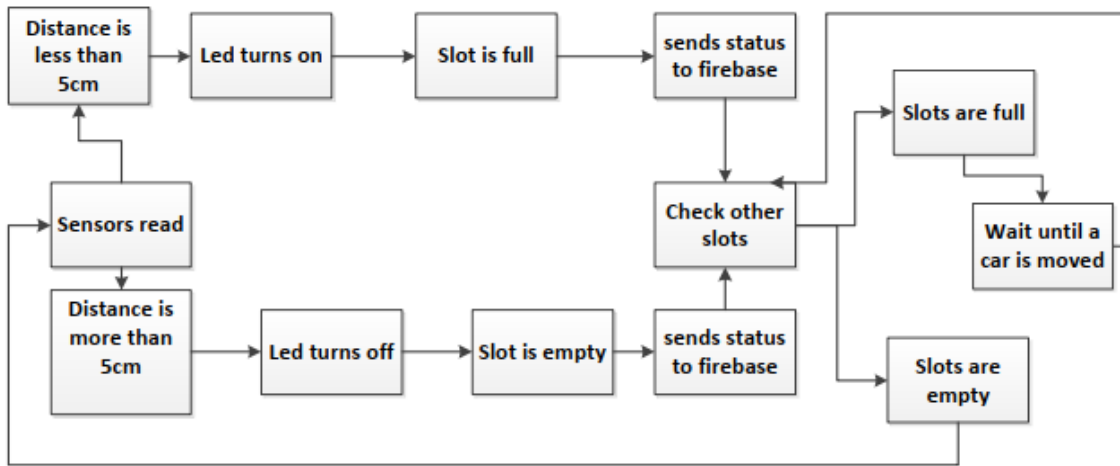 Distance is
less than
5cm
Led turns on
Slot is full
sends status
to firebase
Slots are full
Sensors read
Check other
slots
Wait until a
car is moved
Distance is
more than
5cm
Led turns off
Slot is empty
sends status
to firebase
Slots are
empty